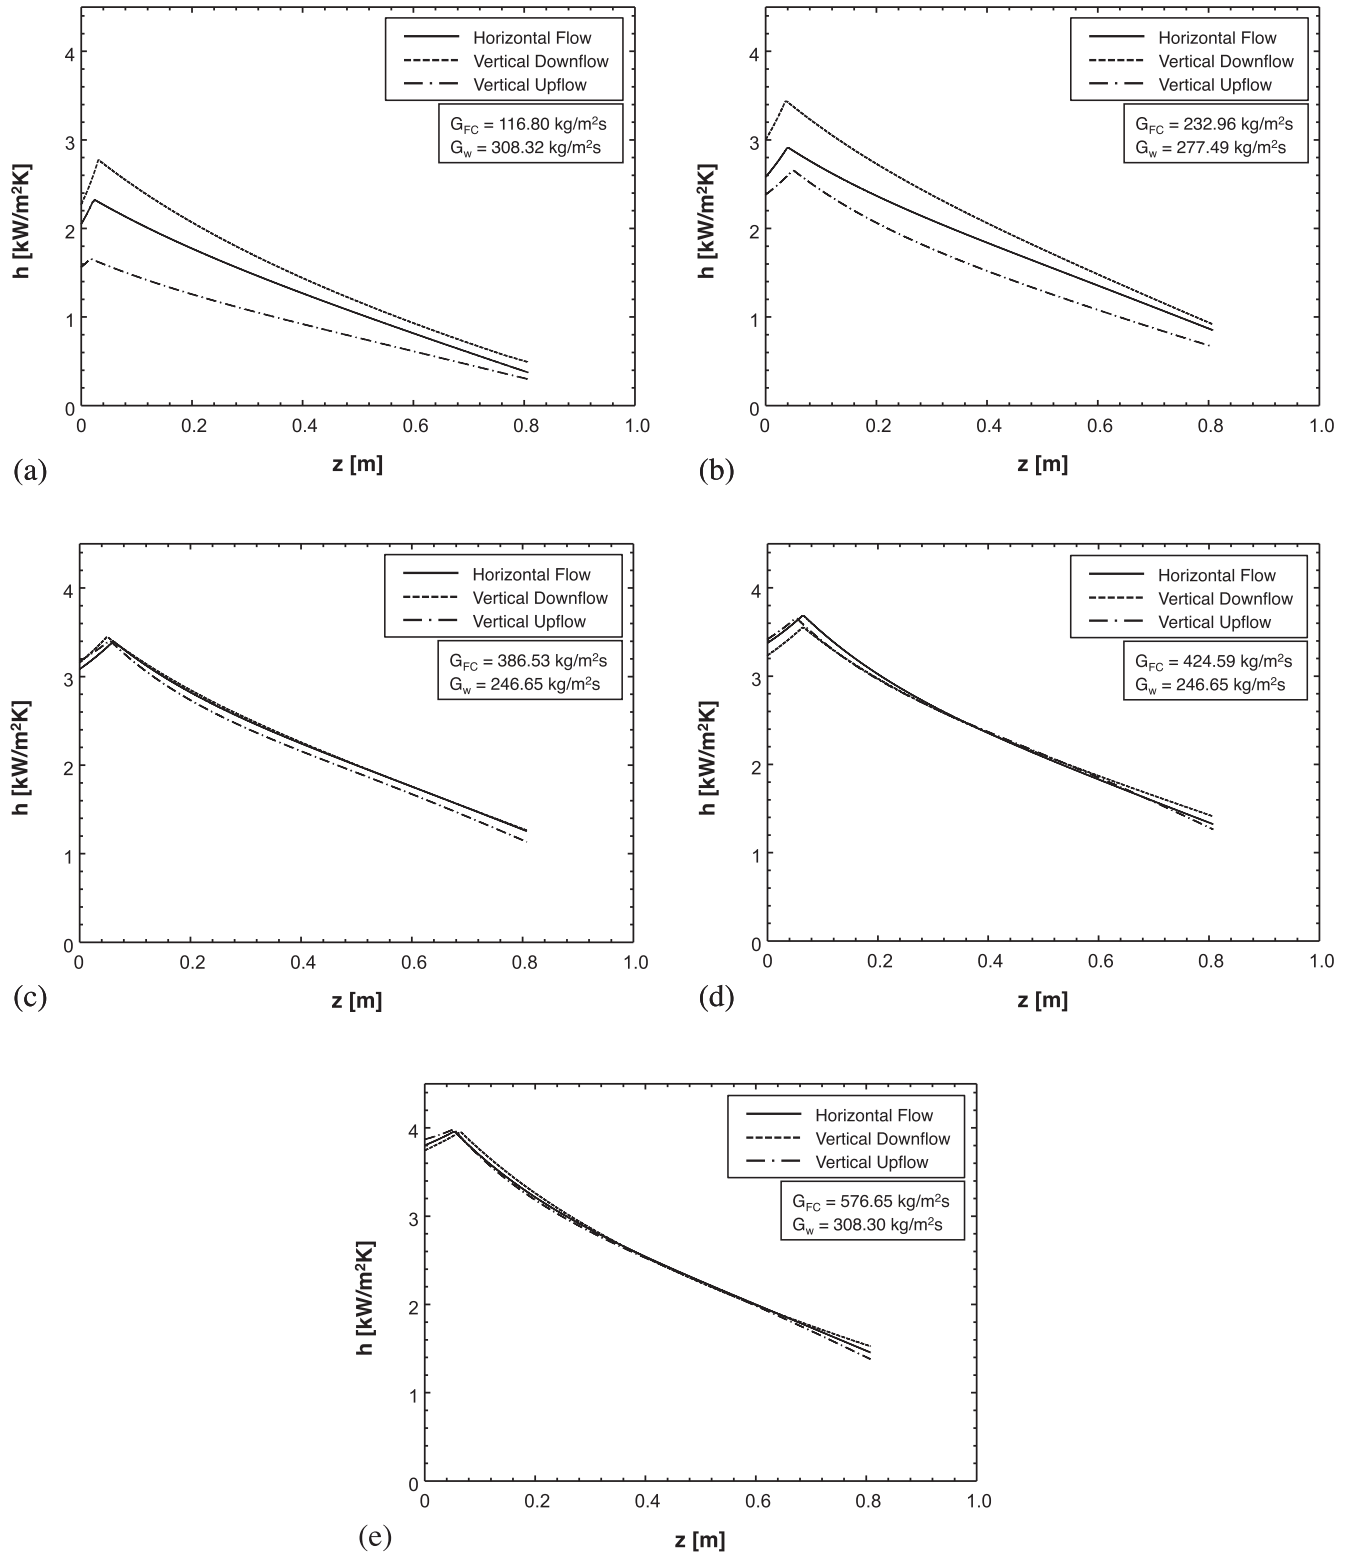 4
3
2
1
0
h [kW/m²K]
Horizontal Flow
Vertical Downflow
Vertical Upflow
G_FC = 116.80 kg/m²s
G_w = 308.32 kg/m²s
0 0.2 0.4 0.6 0.8 1.0
z [m]
(a)
4
3
2
1
0
h [kW/m²K]
Horizontal Flow
Vertical Downflow
Vertical Upflow
G_FC = 232.96 kg/m²s
G_w = 277.49 kg/m²s
0 0.2 0.4 0.6 0.8 1.0
z [m]
(b)
4
3
2
1
0
h [kW/m²K]
Horizontal Flow
Vertical Downflow
Vertical Upflow
G_FC = 386.53 kg/m²s
G_w = 246.65 kg/m²s
0 0.2 0.4 0.6 0.8 1.0
z [m]
(c)
4
3
2
1
0
h [kW/m²K]
Horizontal Flow
Vertical Downflow
Vertical Upflow
G_FC = 424.59 kg/m²s
G_w = 246.65 kg/m²s
0 0.2 0.4 0.6 0.8 1.0
z [m]
(d)
4
3
2
1
0
h [kW/m²K]
Horizontal Flow
Vertical Downflow
Vertical Upflow
G_FC = 576.65 kg/m²s
G_w = 308.30 kg/m²s
0 0.2 0.4 0.6 0.8 1.0
z [m]
(e)